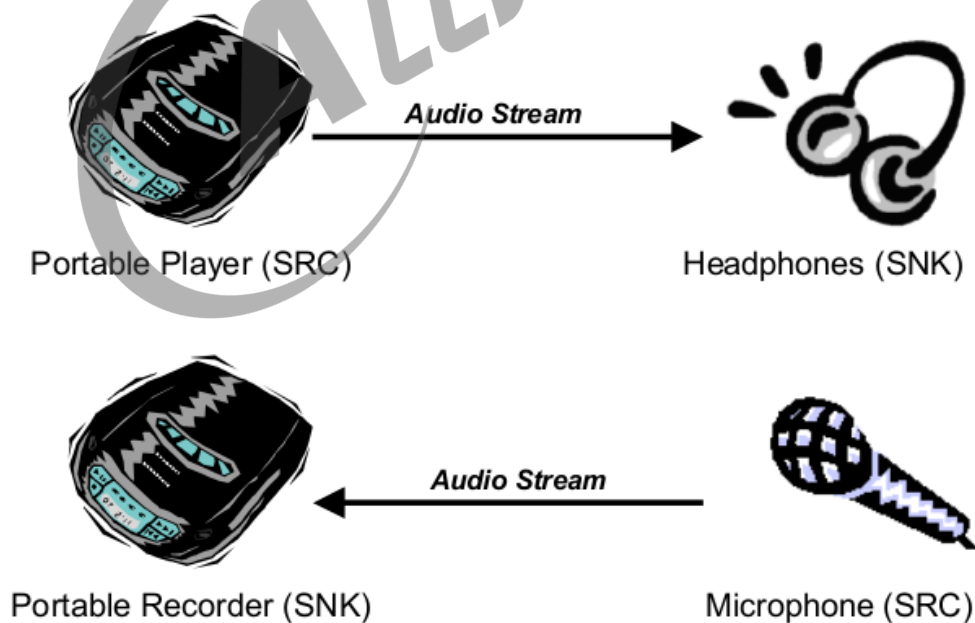 Audio Stream
Portable Player (SRC)
Headphones (SNK)
Audio Stream
Portable Recorder (SNK)
Microphone (SRC)